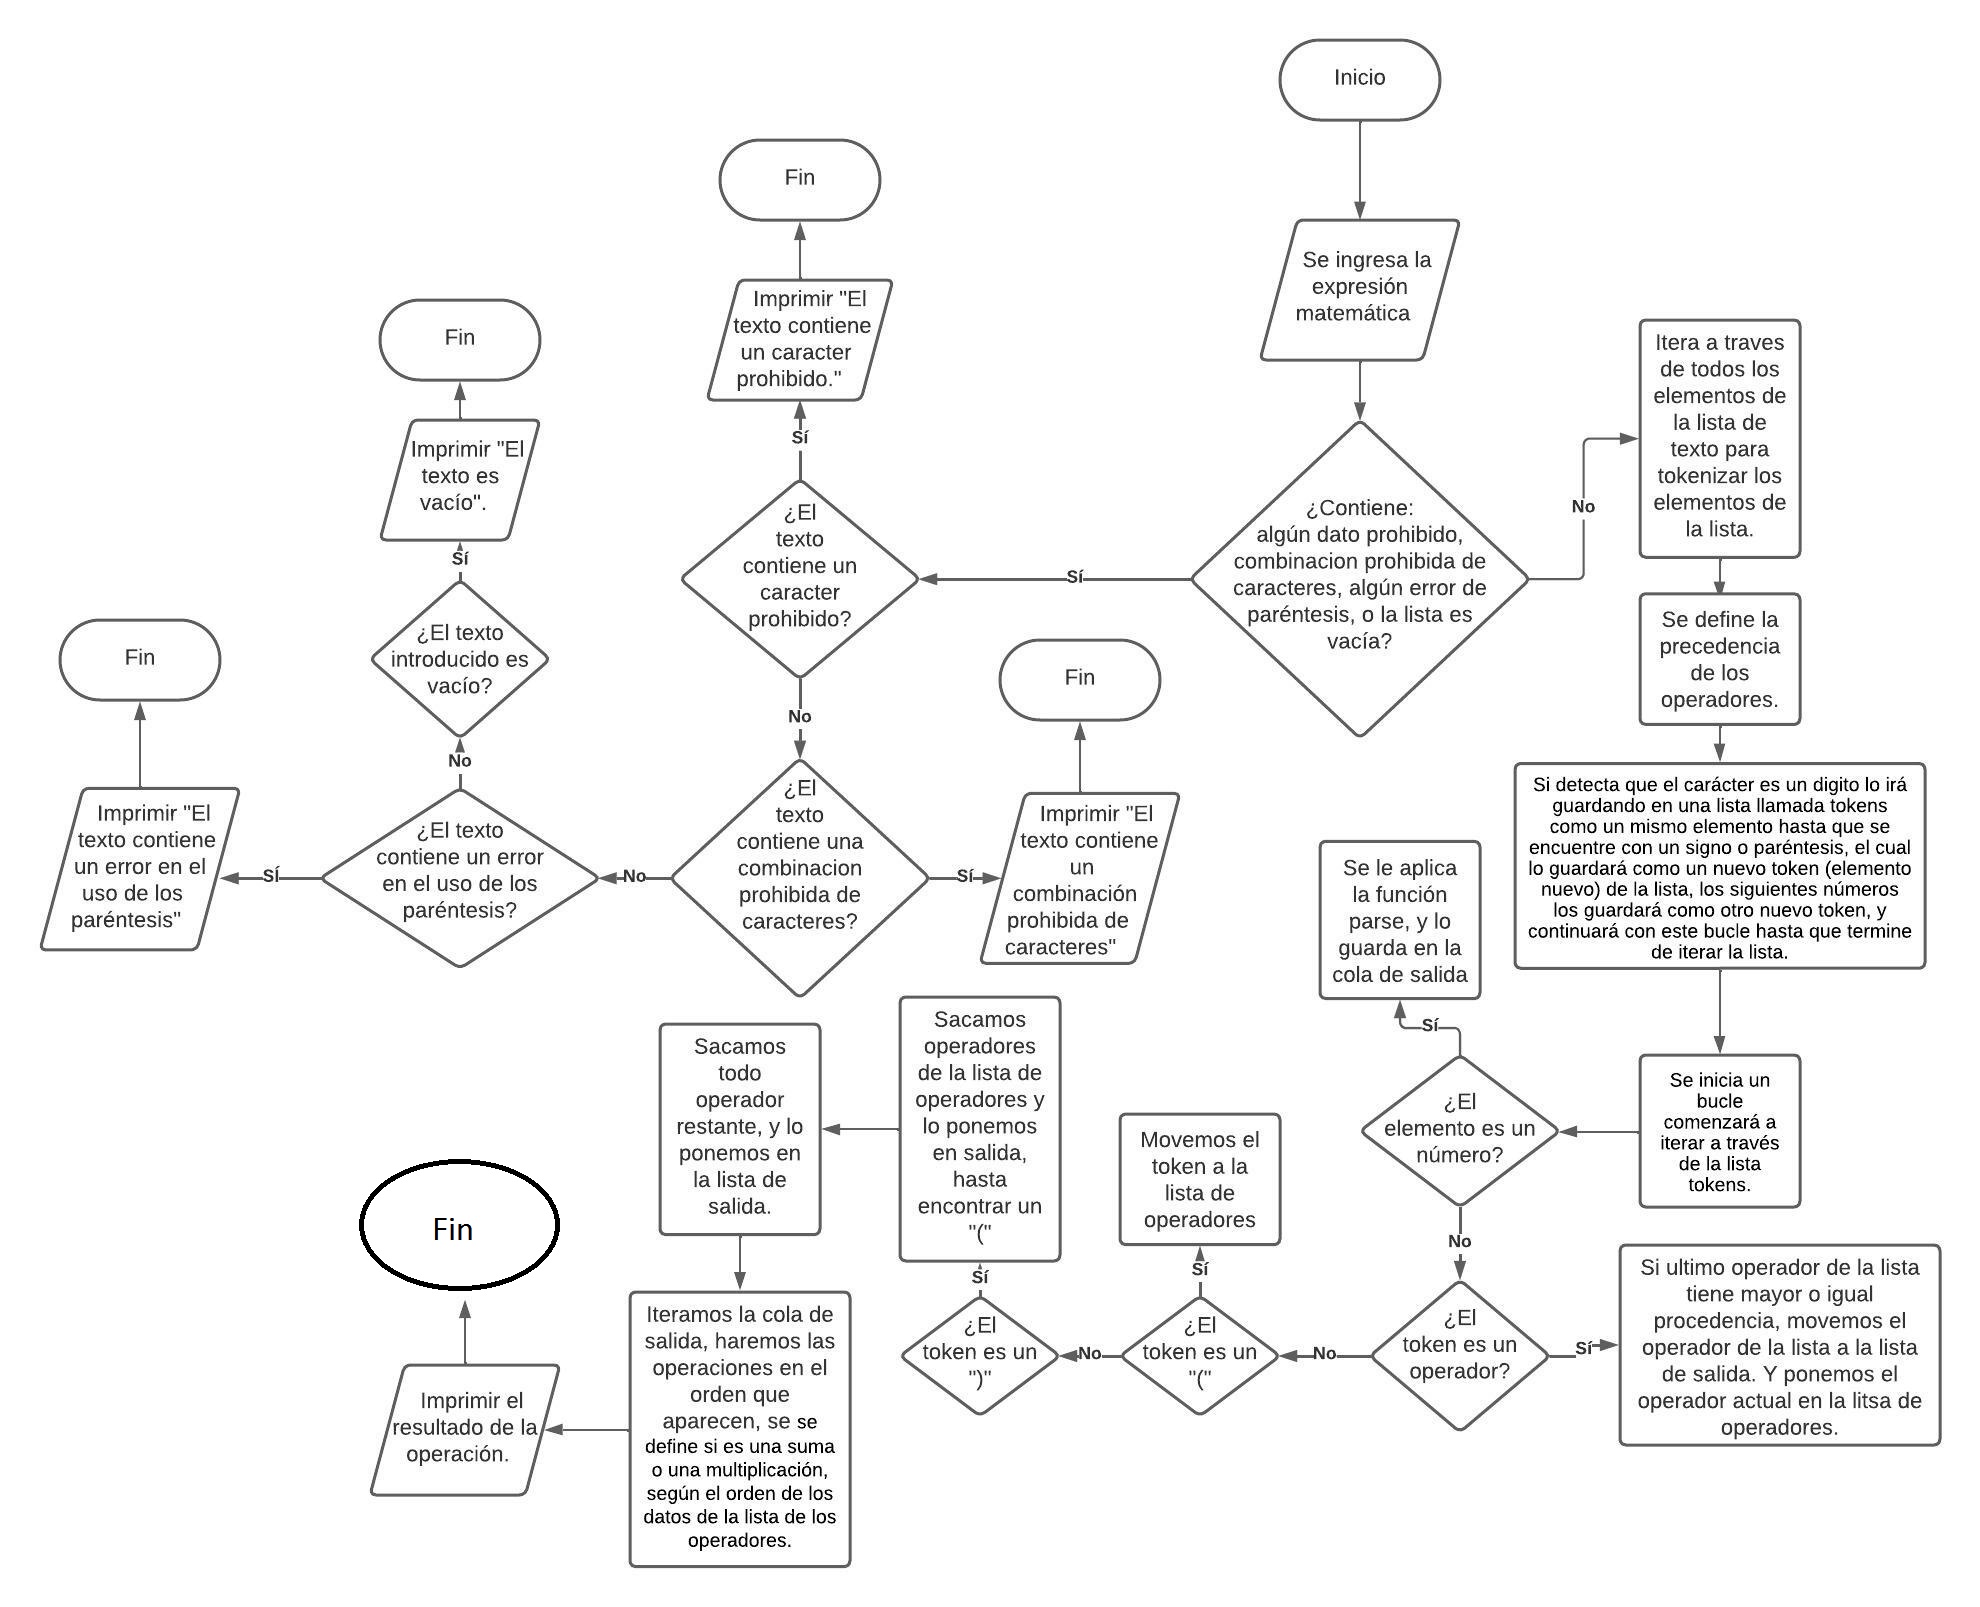 Inicio
Se ingresa la
expresión
matemática
¿Contiene:
algún dato prohibido,
combinacion prohibida de
caracteres, algún error de
paréntesis, o la lista es
vacía?
Sí
No
¿El
texto
contiene un
caracter
prohibido?
Sí
Imprimir "El
texto contiene
un caracter
prohibido."
Fin
No
¿El
texto
contiene una
combinacion
prohibida de
caracteres?
Sí
Imprimir "El
texto contiene
un
combinación
prohibida de
caracteres"
Fin
No
¿El texto
contiene un error
en el uso de los
paréntesis?
SÍ
Imprimir "El
texto contiene
un error en el
uso de los
paréntesis"
Fin
No
¿El texto
introducido es
vacío?
Sí
Imprimir "El
texto es
vacío".
Fin
Itera a traves
de todos los
elementos de
la lista de
texto para
tokenizar los
elementos de
la lista.
Se define la
precedencia
de los
operadores.
Si detecta que el carácter es un digito lo irá
guardando en una lista llamada tokens
como un mismo elemento hasta que se
encuentre con un signo o paréntesis, el cual
lo guardará como un nuevo token (elemento
nuevo) de la lista, los siguientes números
los guardará como otro nuevo token, y
continuará con este bucle hasta que termine
de iterar la lista.
Se inicia un
bucle
comenzará a
iterar a través
de la lista
tokens.
¿El
elemento es un
número?
Sí
Se le aplica
la función
parse, y lo
guarda en la
cola de salida
No
¿El
token es un
operador?
Sí
Si ultimo operador de la lista
tiene mayor o igual
procedencia, movemos el
operador de la lista a la lista
de salida. Y ponemos el
operador actual en la litsa de
operadores.
No
¿El
token es un
"("
Sí
Movemos el
token a la
lista de
operadores
No
¿El
token es un
")"
Sí
Sacamos
operadores
de la lista de
operadores y
lo ponemos
en salida,
hasta
encontrar un
"("
Sacamos
todo
operador
restante, y lo
ponemos en
la lista de
salida.
Iteramos la cola de
salida, haremos las
operaciones en el
orden que
aparecen, se se
define si es una suma
o una multiplicación,
según el orden de los
datos de la lista de los
operadores.
Imprimir el
resultado de la
operación.
Fin